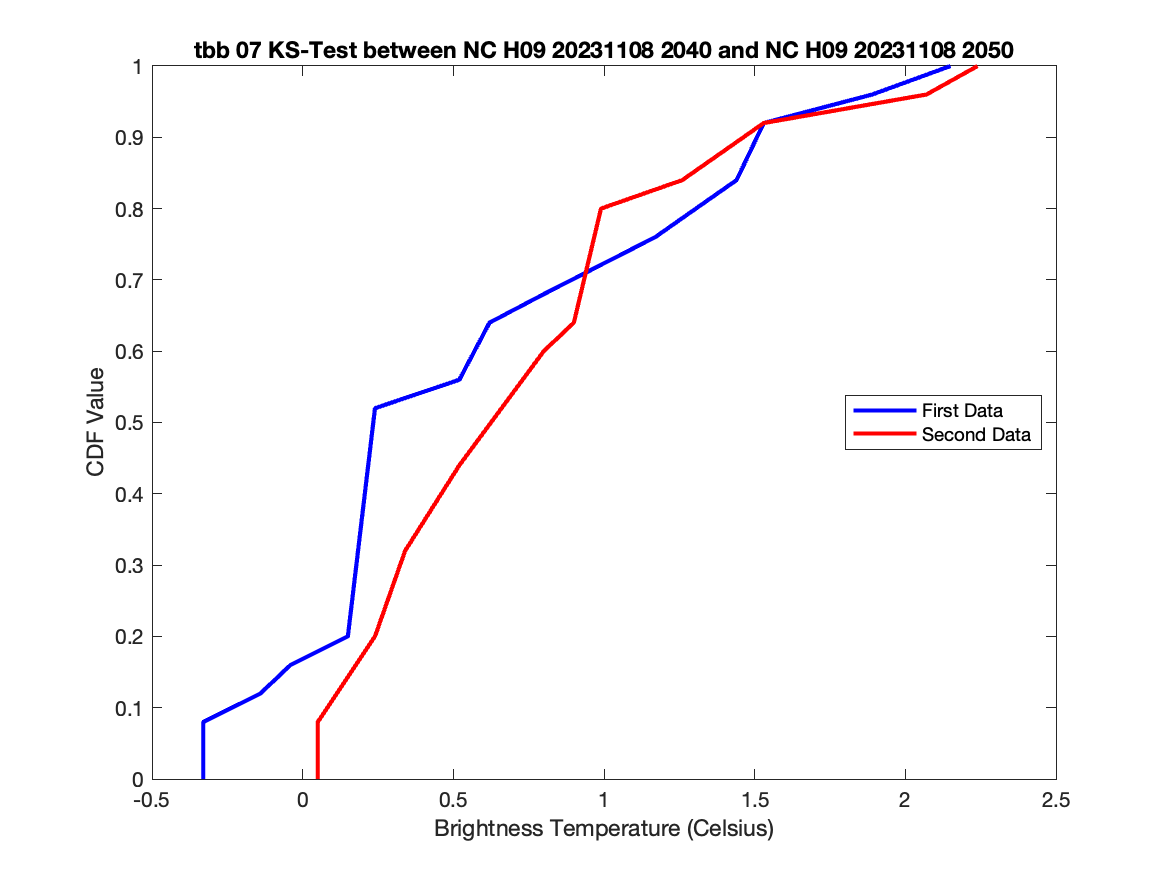 tbb 07 KS-Test between NC H09 20231108 2040 and NC H09 20231108 2050
1
0.9
0.8
0.7
0.6
0.5
0.4
0.3
0.2
0.1
0
CDF Value
First Data
Second Data
-0.5 0 0.5 1 1.5 2 2.5
Brightness Temperature (Celsius)